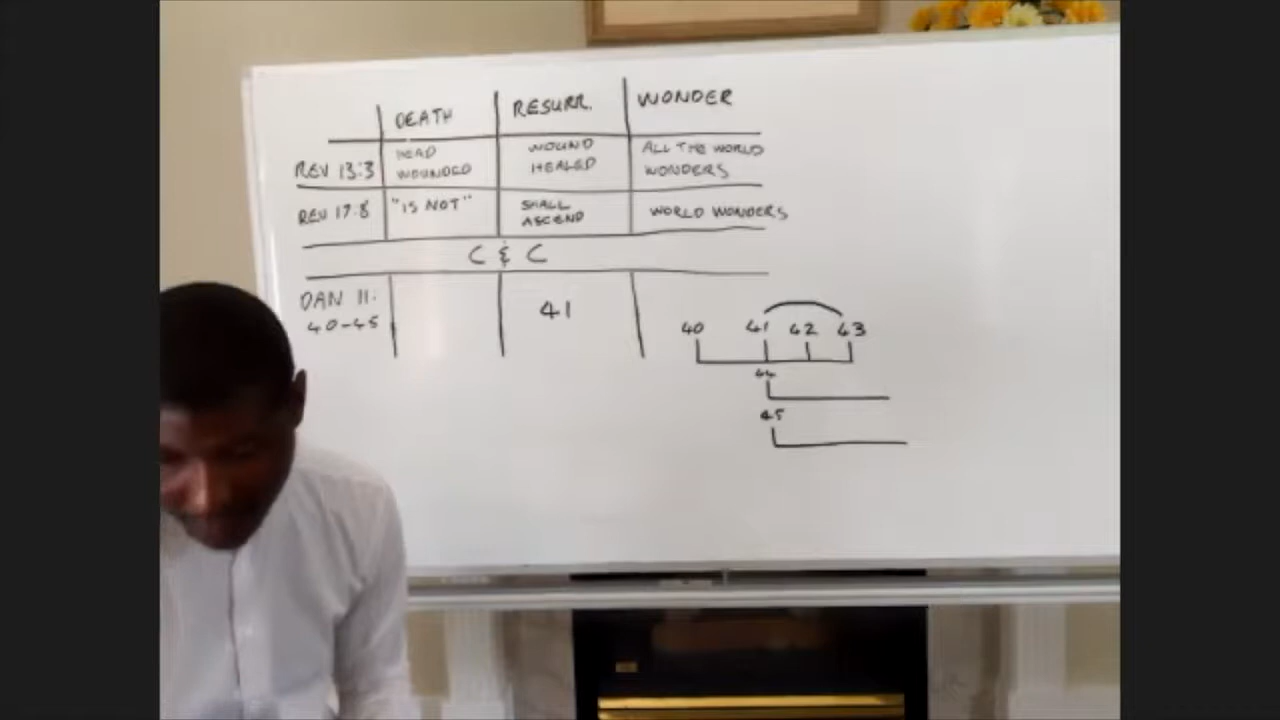 DEATH RESURR. WONDER
REV 13:3 HEAD WOUNDED WOUND HEALED ALL THE WORLD WONDERS
REV 17:8 "IS NOT" SHALL ASCEND WORLD WONDERS
C & C
DAN 11: 40-45 41
40 41 42 43
44
45